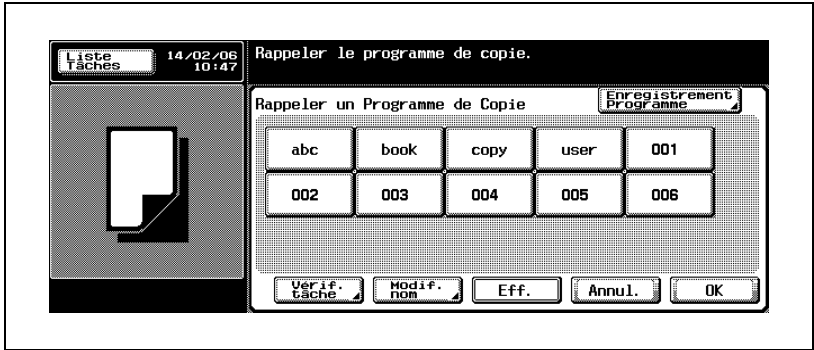 Liste
Tâches
14/02/06
10:47
Rappeler le programme de copie.
Rappeler un Programme de Copie
Enregistrement
Programme
abc book copy user 001
002 003 004 005 006
Vérif.
tâche
Modif.
nom
Eff.
Annul.
OK